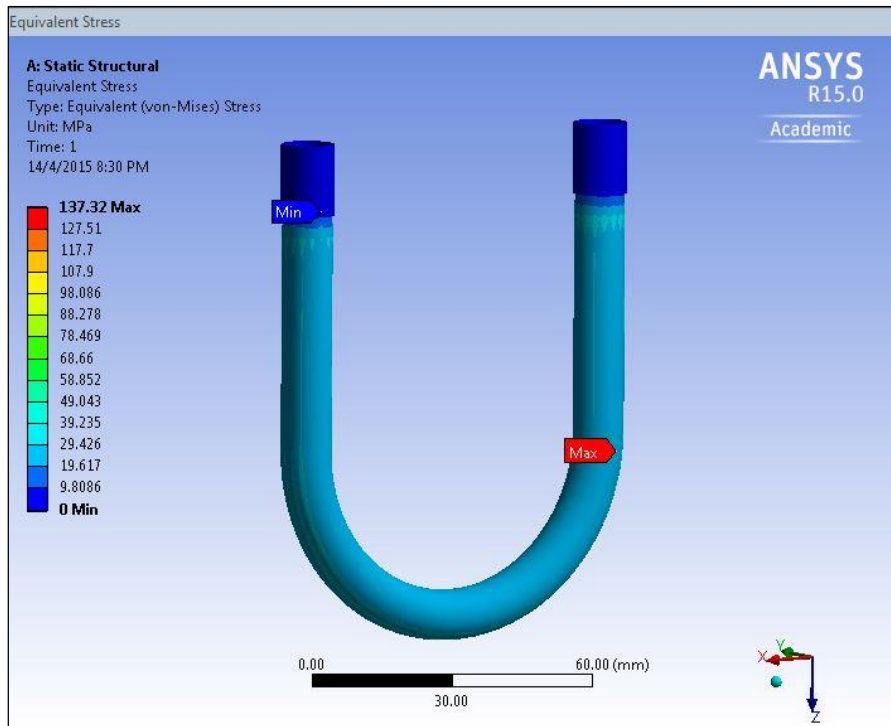 Equivalent Stress
A: Static Structural
Equivalent Stress
Type: Equivalent (von-Mises) Stress
Unit: MPa
Time: 1
14/4/2015 8:30 PM
137.32 Max
127.51
117.7
107.9
98.086
88.278
78.469
68.66
58.852
49.043
39.235
29.426
19.617
9.8086
0 Min
ANSYS
R15.0
Academic
Min
Max
0.00
60.00 (mm)
30.00
Y
X
Z